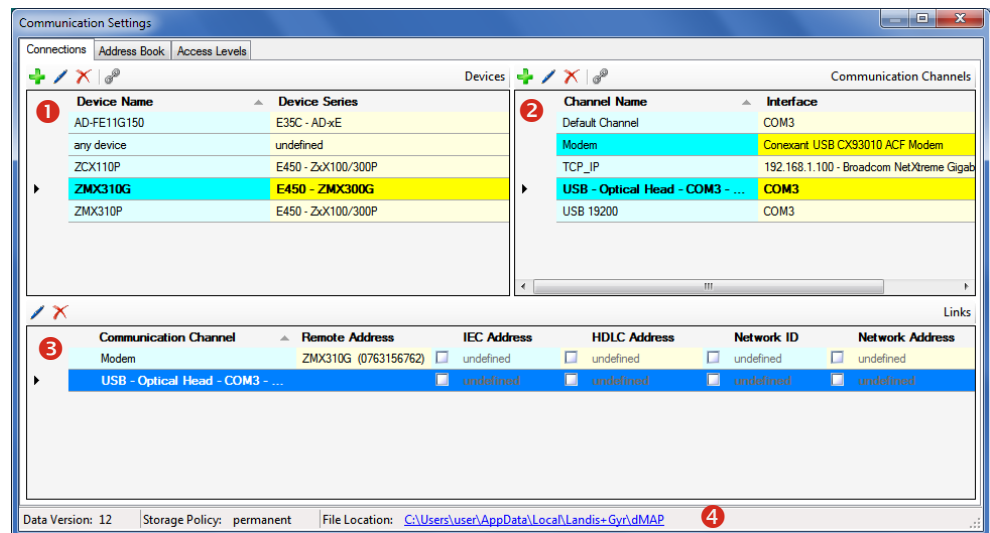 Communication Settings
Connections Address Book Access Levels
Devices
1
Device Name Device Series
AD-FE11G150 E35C - AD-xE
any device undefined
ZCX110P E450 - ZxX100/300P
ZMX310G E450 - ZMX300G
ZMX310P E450 - ZxX100/300P
Communication Channels
2
Channel Name Interface
Default Channel COM3
Modem Conexant USB CX93010 ACF Modem
TCP_IP 192.168.1.100 - Broadcom NetXtreme Gigab
USB - Optical Head - COM3 - ... COM3
USB 19200 COM3
Links
3
Communication Channel Remote Address IEC Address HDLC Address Network ID Network Address
Modem ZMX310G (0763156762) undefined undefined undefined undefined
USB - Optical Head - COM3 - ... undefined undefined undefined undefined
Data Version: 12 Storage Policy: permanent File Location: C:\Users\user\AppData\Local\Landis+Gyr\dMAP 4